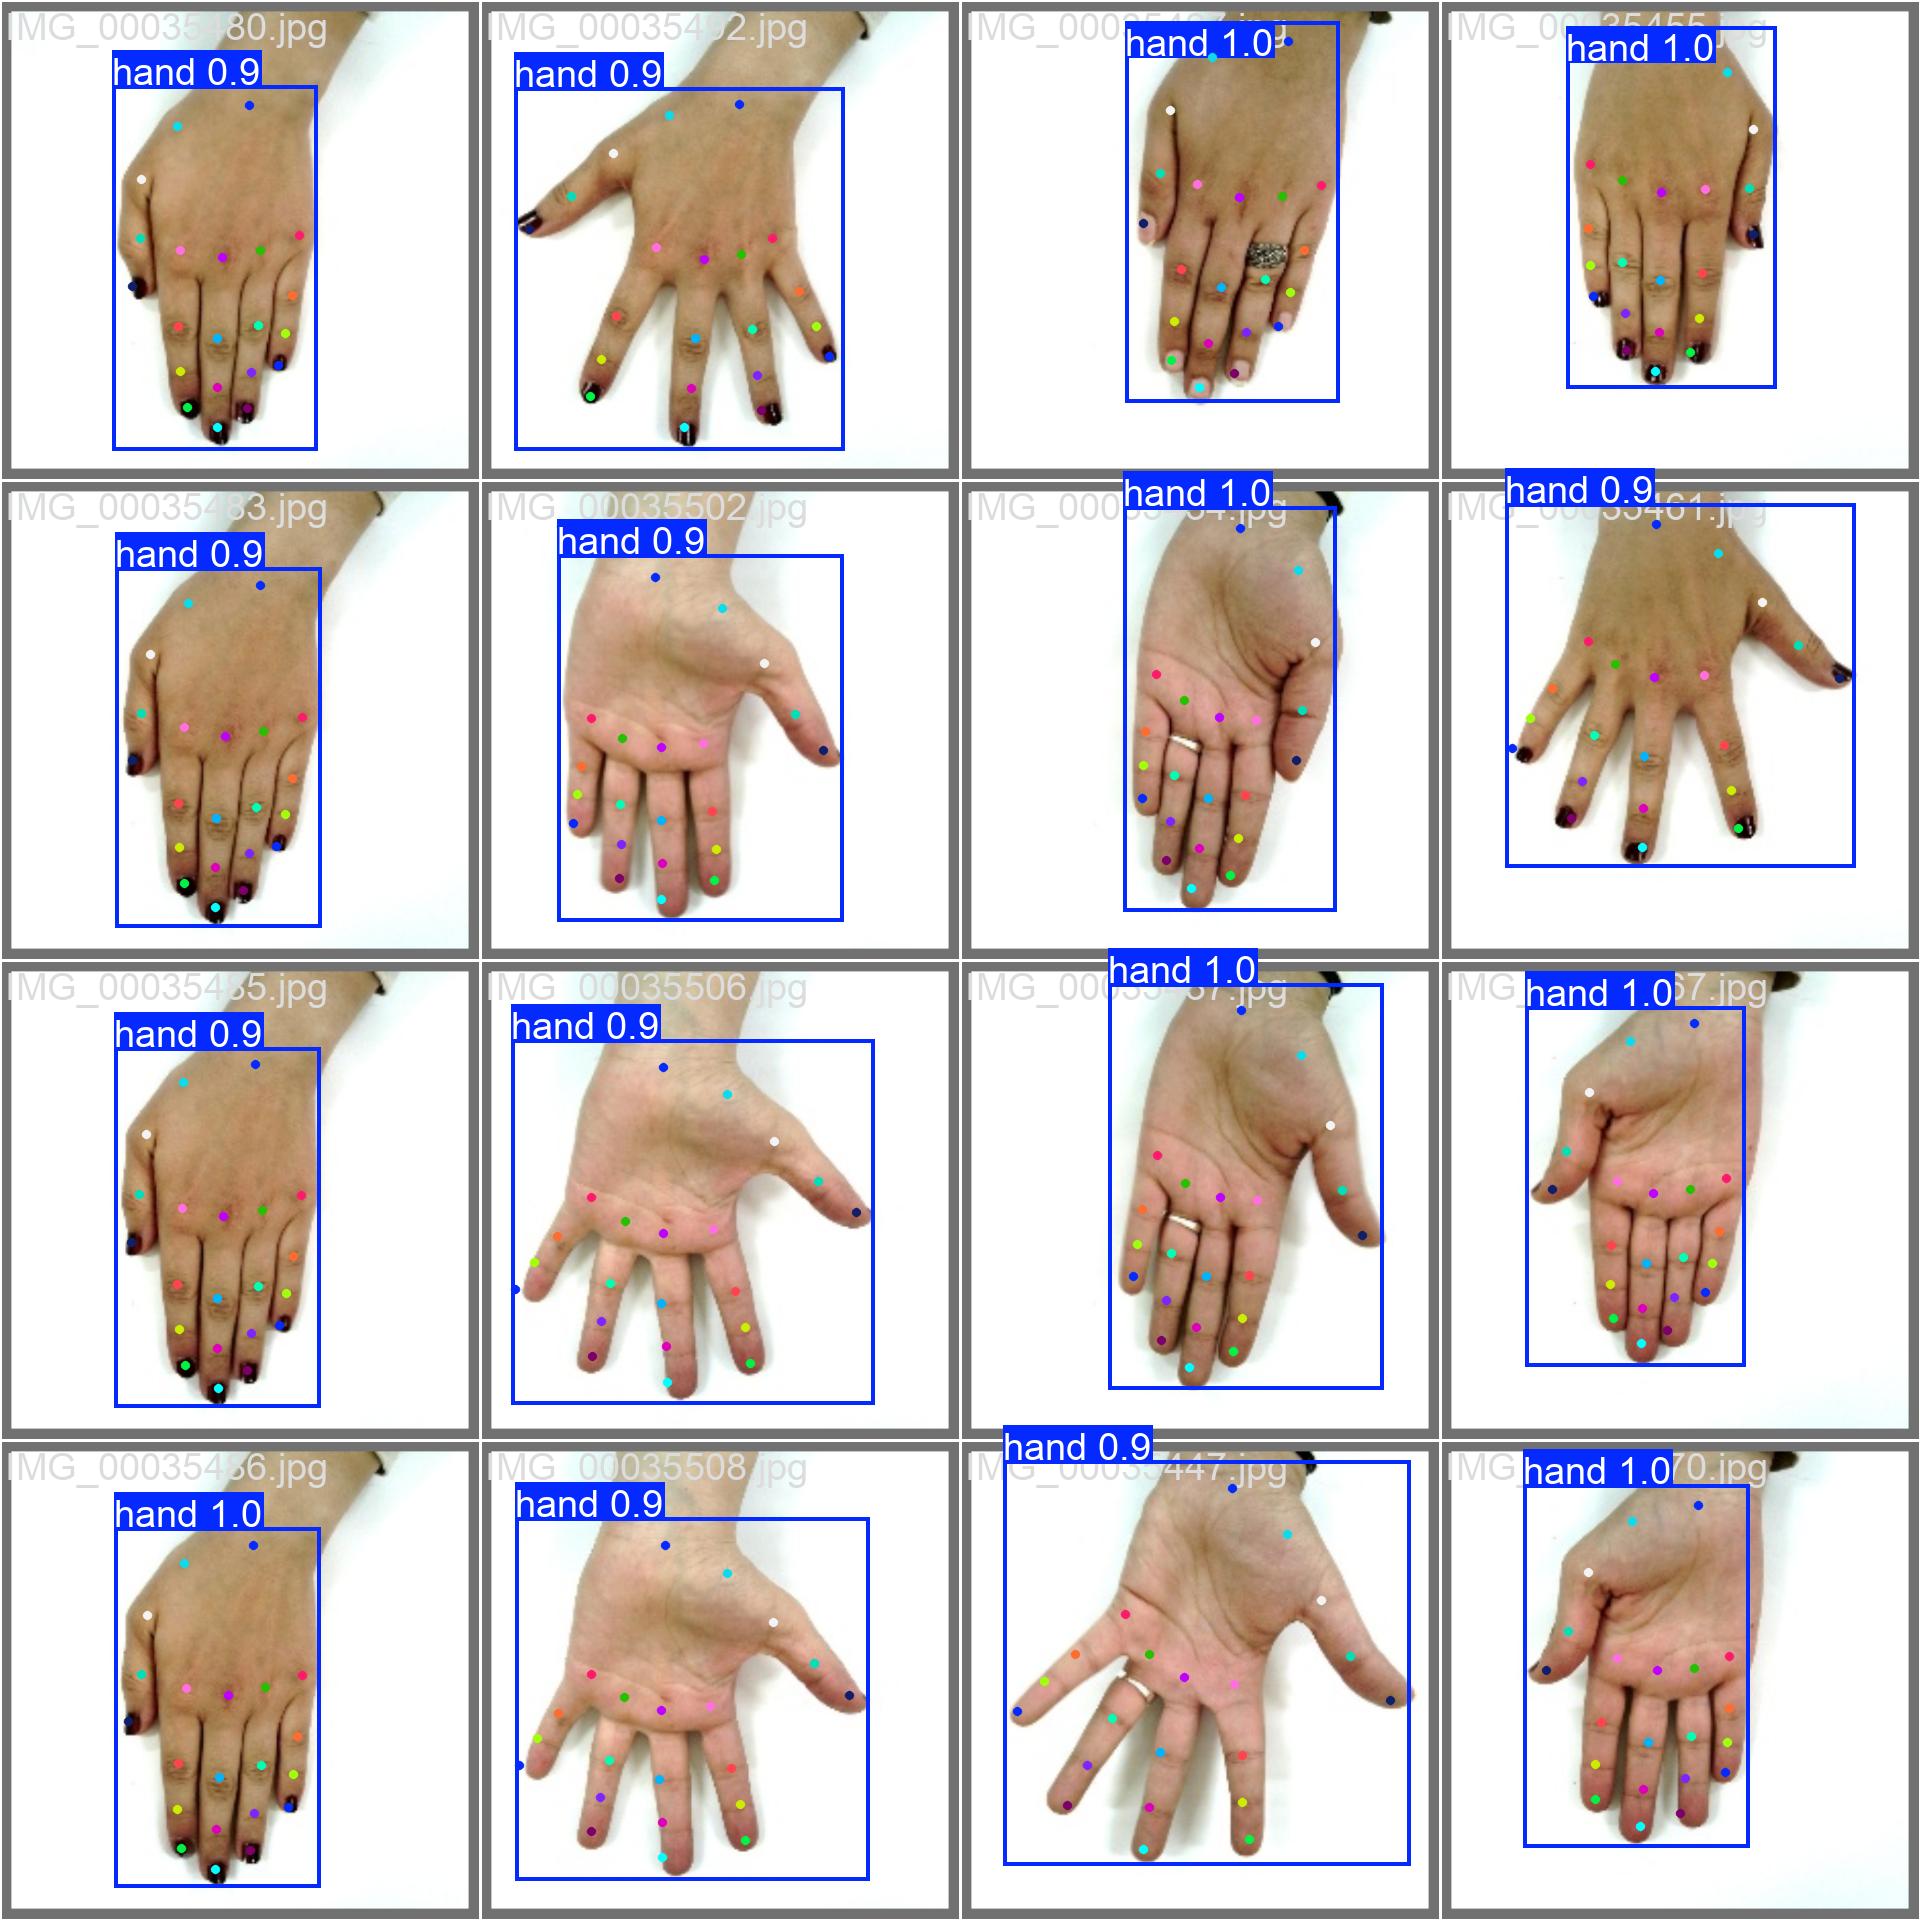 IMG_00035480.jpg
hand 0.9
hand 0.9
hand 1.0
hand 1.0
IMG_00035483.jpg
hand 0.9
IMG_00035502.jpg
hand 0.9
hand 1.0
hand 0.9
IMG_00035485.jpg
hand 0.9
IMG_00035506.jpg
hand 0.9
hand 1.0
hand 1.0
IMG_00035486.jpg
hand 1.0
IMG_00035508.jpg
hand 0.9
hand 0.9
IMG_00035447.jpg
hand 1.0